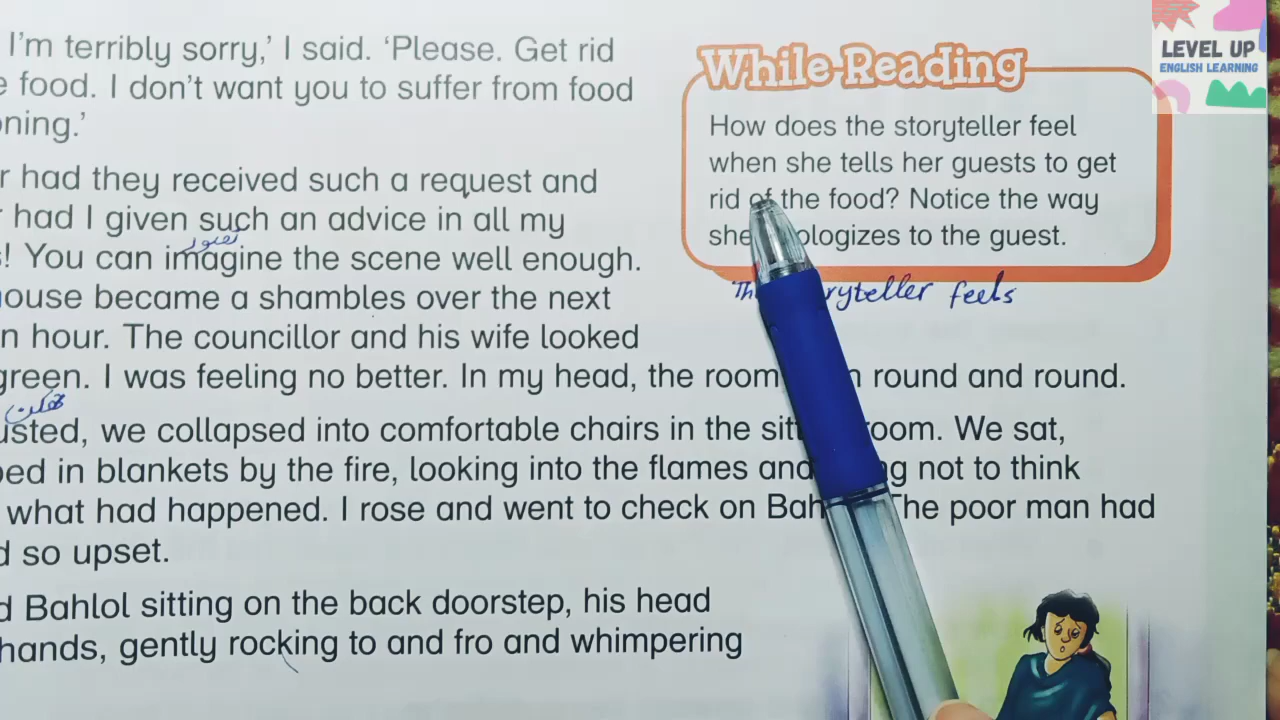 I'm terribly sorry,' I said. 'Please. Get rid
e food. I don't want you to suffer from food
ning.'
r had they received such a request and
r had I given such an advice in all my
تصور
s! You can imagine the scene well enough.
ouse became a shambles over the next
n hour. The councillor and his wife looked
green. I was feeling no better. In my head, the room round and round.
تھکن
usted, we collapsed into comfortable chairs in the sitt room. We sat,
ped in blankets by the fire, looking into the flames and g not to think
what had happened. I rose and went to check on Bah The poor man had
d so upset.
d Bahlol sitting on the back doorstep, his head
hands, gently rocking to and fro and whimpering
While Reading
How does the storyteller feel
when she tells her guests to get
rid of the food? Notice the way
she ologizes to the guest.
Th ryteller feels
LEVEL UP
ENGLISH LEARNING